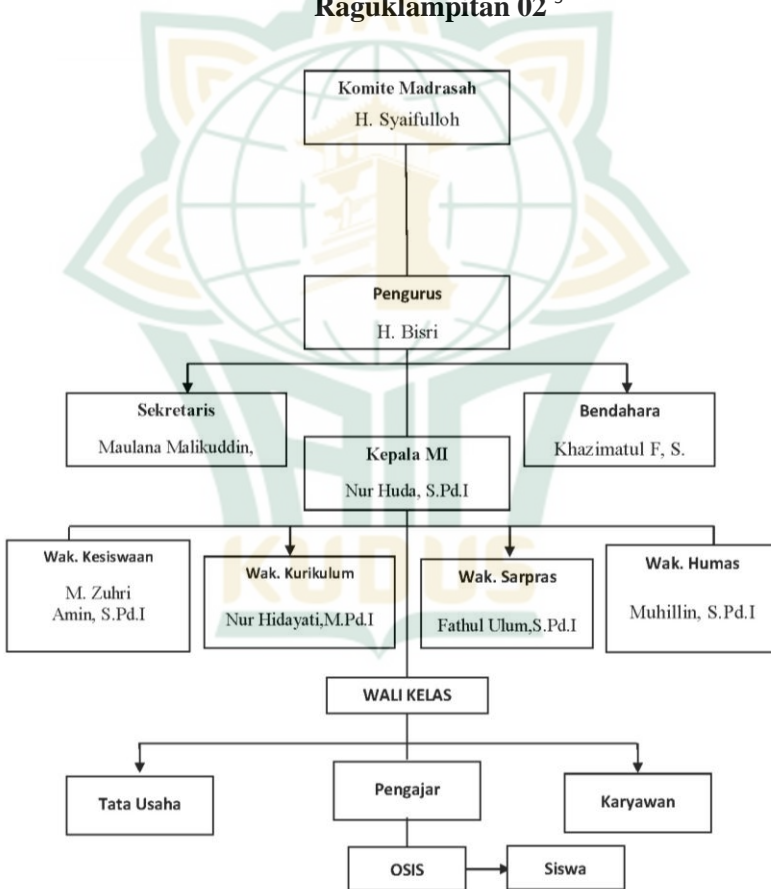 Raguklampitan 02
Komite Madrasah
H. Syaifulloh
Pengurus
H. Bisri
Sekretaris
Maulana Malikuddin,
Bendahara
Khazimatul F, S.
Kepala MI
Nur Huda, S.Pd.I
Wak. Kesiswaan
M. Zuhri
Amin, S.Pd.I
Wak. Kurikulum
Nur Hidayati,M.Pd.I
Wak. Sarpras
Fathul Ulum,S.Pd.I
Wak. Humas
Muhillin, S.Pd.I
KUDUS
WALI KELAS
Tata Usaha
Pengajar
Karyawan
OSIS
Siswa